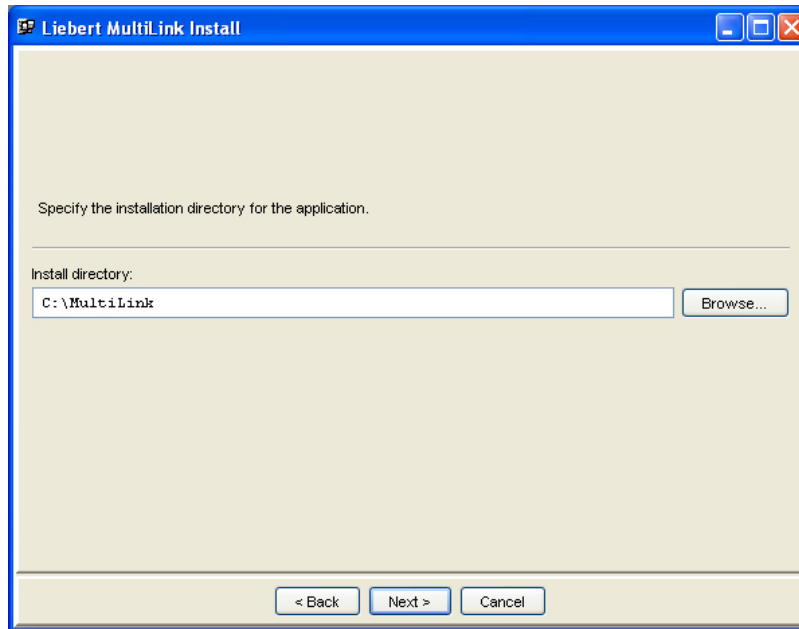 Liebert MultiLink Install
Specify the installation directory for the application.
Install directory:
C:\MultiLink
Browse...
< Back Next > Cancel